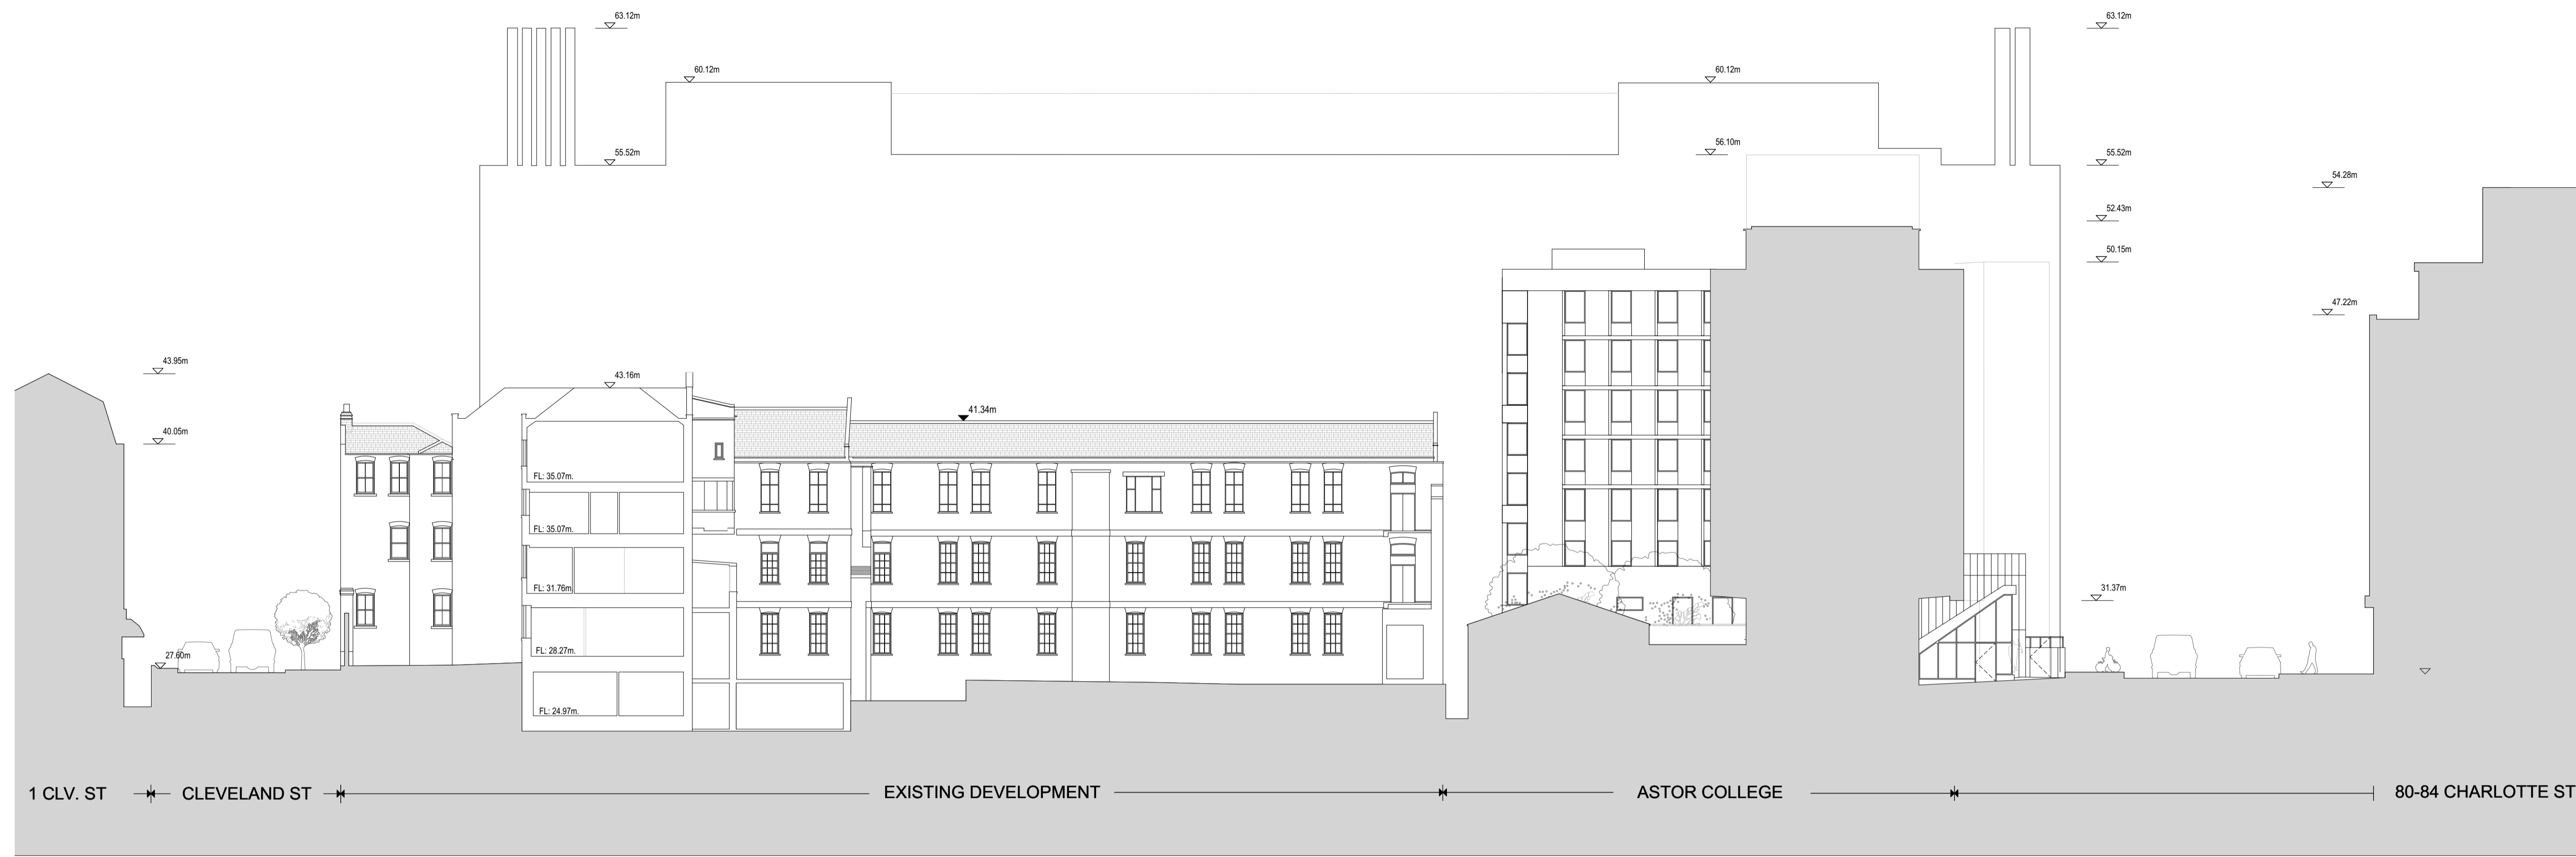 63.12m
63.12m
60.12m
60.12m
55.52m
56.10m
55.52m
54.28m
52.43m
50.15m
47.22m
43.95m
43.16m
41.34m
40.05m
FL: 35.07m.
FL: 35.07m.
FL: 31.76m.
31.37m
FL: 28.27m.
27.60m
FL: 24.97m.
1 CLV. ST CLEVELAND ST EXISTING DEVELOPMENT ASTOR COLLEGE 80-84 CHARLOTTE ST